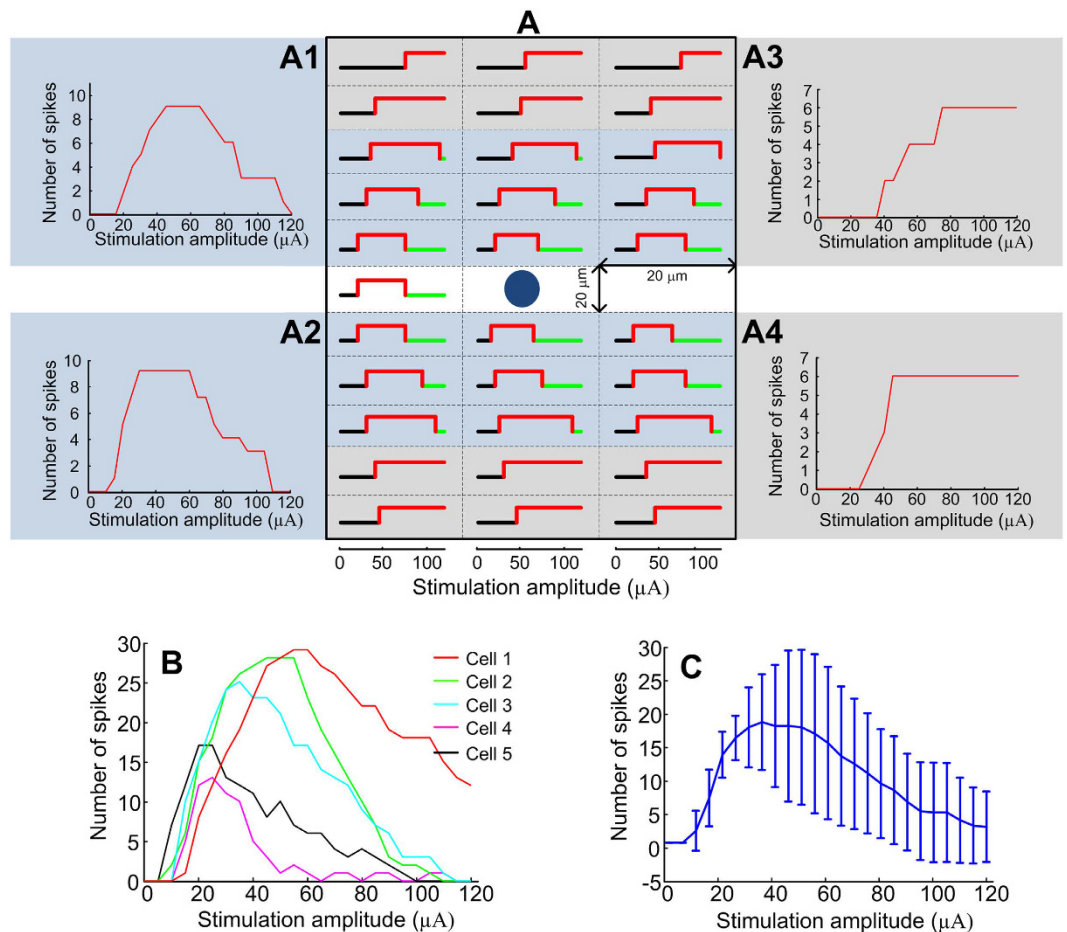 A
A1
Number of spikes
10
8
6
4
2
0
0 20 40 60 80 100 120
Stimulation amplitude (μA)
A3
Number of spikes
7
6
5
4
3
2
1
0
0 20 40 60 80 100 120
Stimulation amplitude (μA)
20 μm
20 μm
A2
Number of spikes
10
8
6
4
2
0
0 20 40 60 80 100 120
Stimulation amplitude (μA)
A4
Number of spikes
7
6
5
4
3
2
1
0
0 20 40 60 80 100 120
Stimulation amplitude (μA)
0 50 100 0 50 100 0 50 100
Stimulation amplitude (μA)
B
Number of spikes
30
25
20
15
10
5
0
0 20 40 60 80 100 120
Stimulation amplitude (μA)
Cell 1
Cell 2
Cell 3
Cell 4
Cell 5
C
Number of spikes
30
25
20
15
10
5
0
-5
0 20 40 60 80 100 120
Stimulation amplitude (μA)